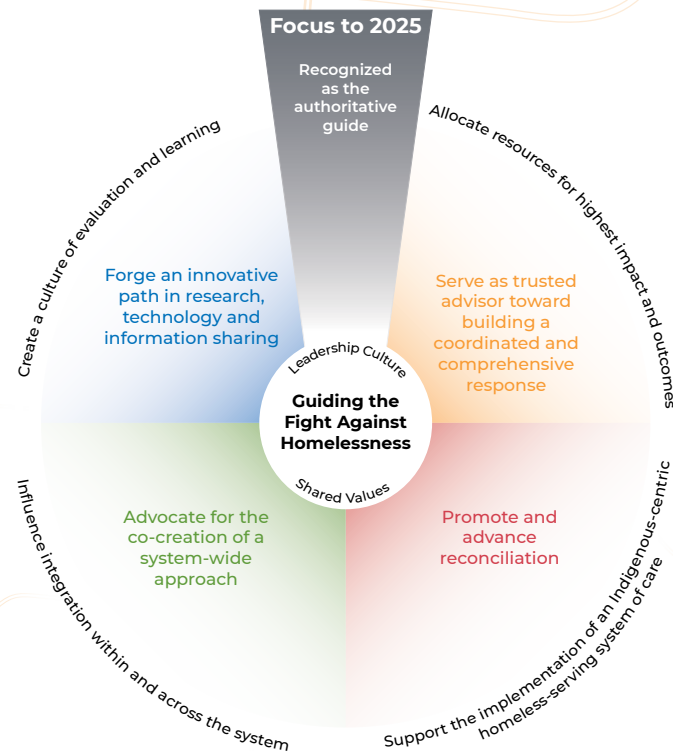 Focus to 2025
Recognized
as the
authoritative
guide
Create a culture of evaluation and learning
Allocate resources for highest impact and outcomes
Forge an innovative
path in research,
technology and
information sharing
Serve as trusted
advisor toward
building a
coordinated and
comprehensive
response
Leadership Culture
Guiding the
Fight Against
Homelessness
Shared Values
Advocate for the
co-creation of a
system-wide
approach
Promote and
advance
reconciliation
Influence integration within and across the system
Support the implementation of an Indigenous-centric
homeless-serving system of care